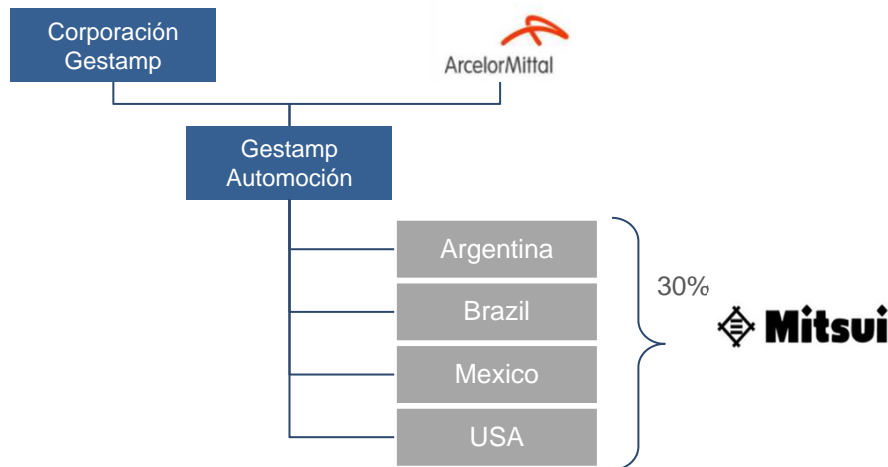 Corporación
Gestamp
ArcelorMittal
Gestamp
Automoción
Argentina
30%
Brazil
Mitsui
Mexico
USA